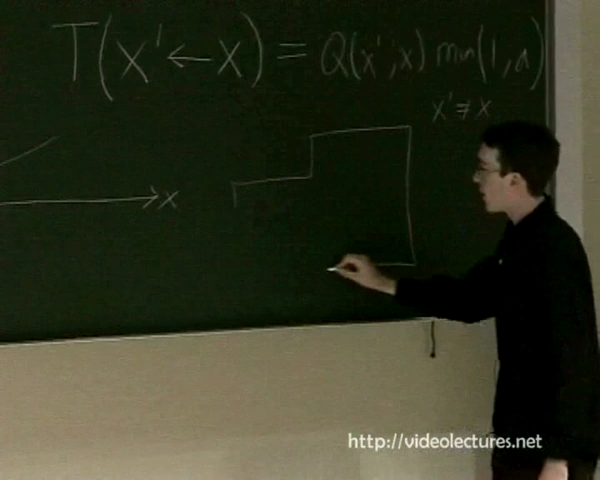 T(x' ← x) = Q(x'; x) min(1, a)
x' ≠ x
x
http://videolectures.net